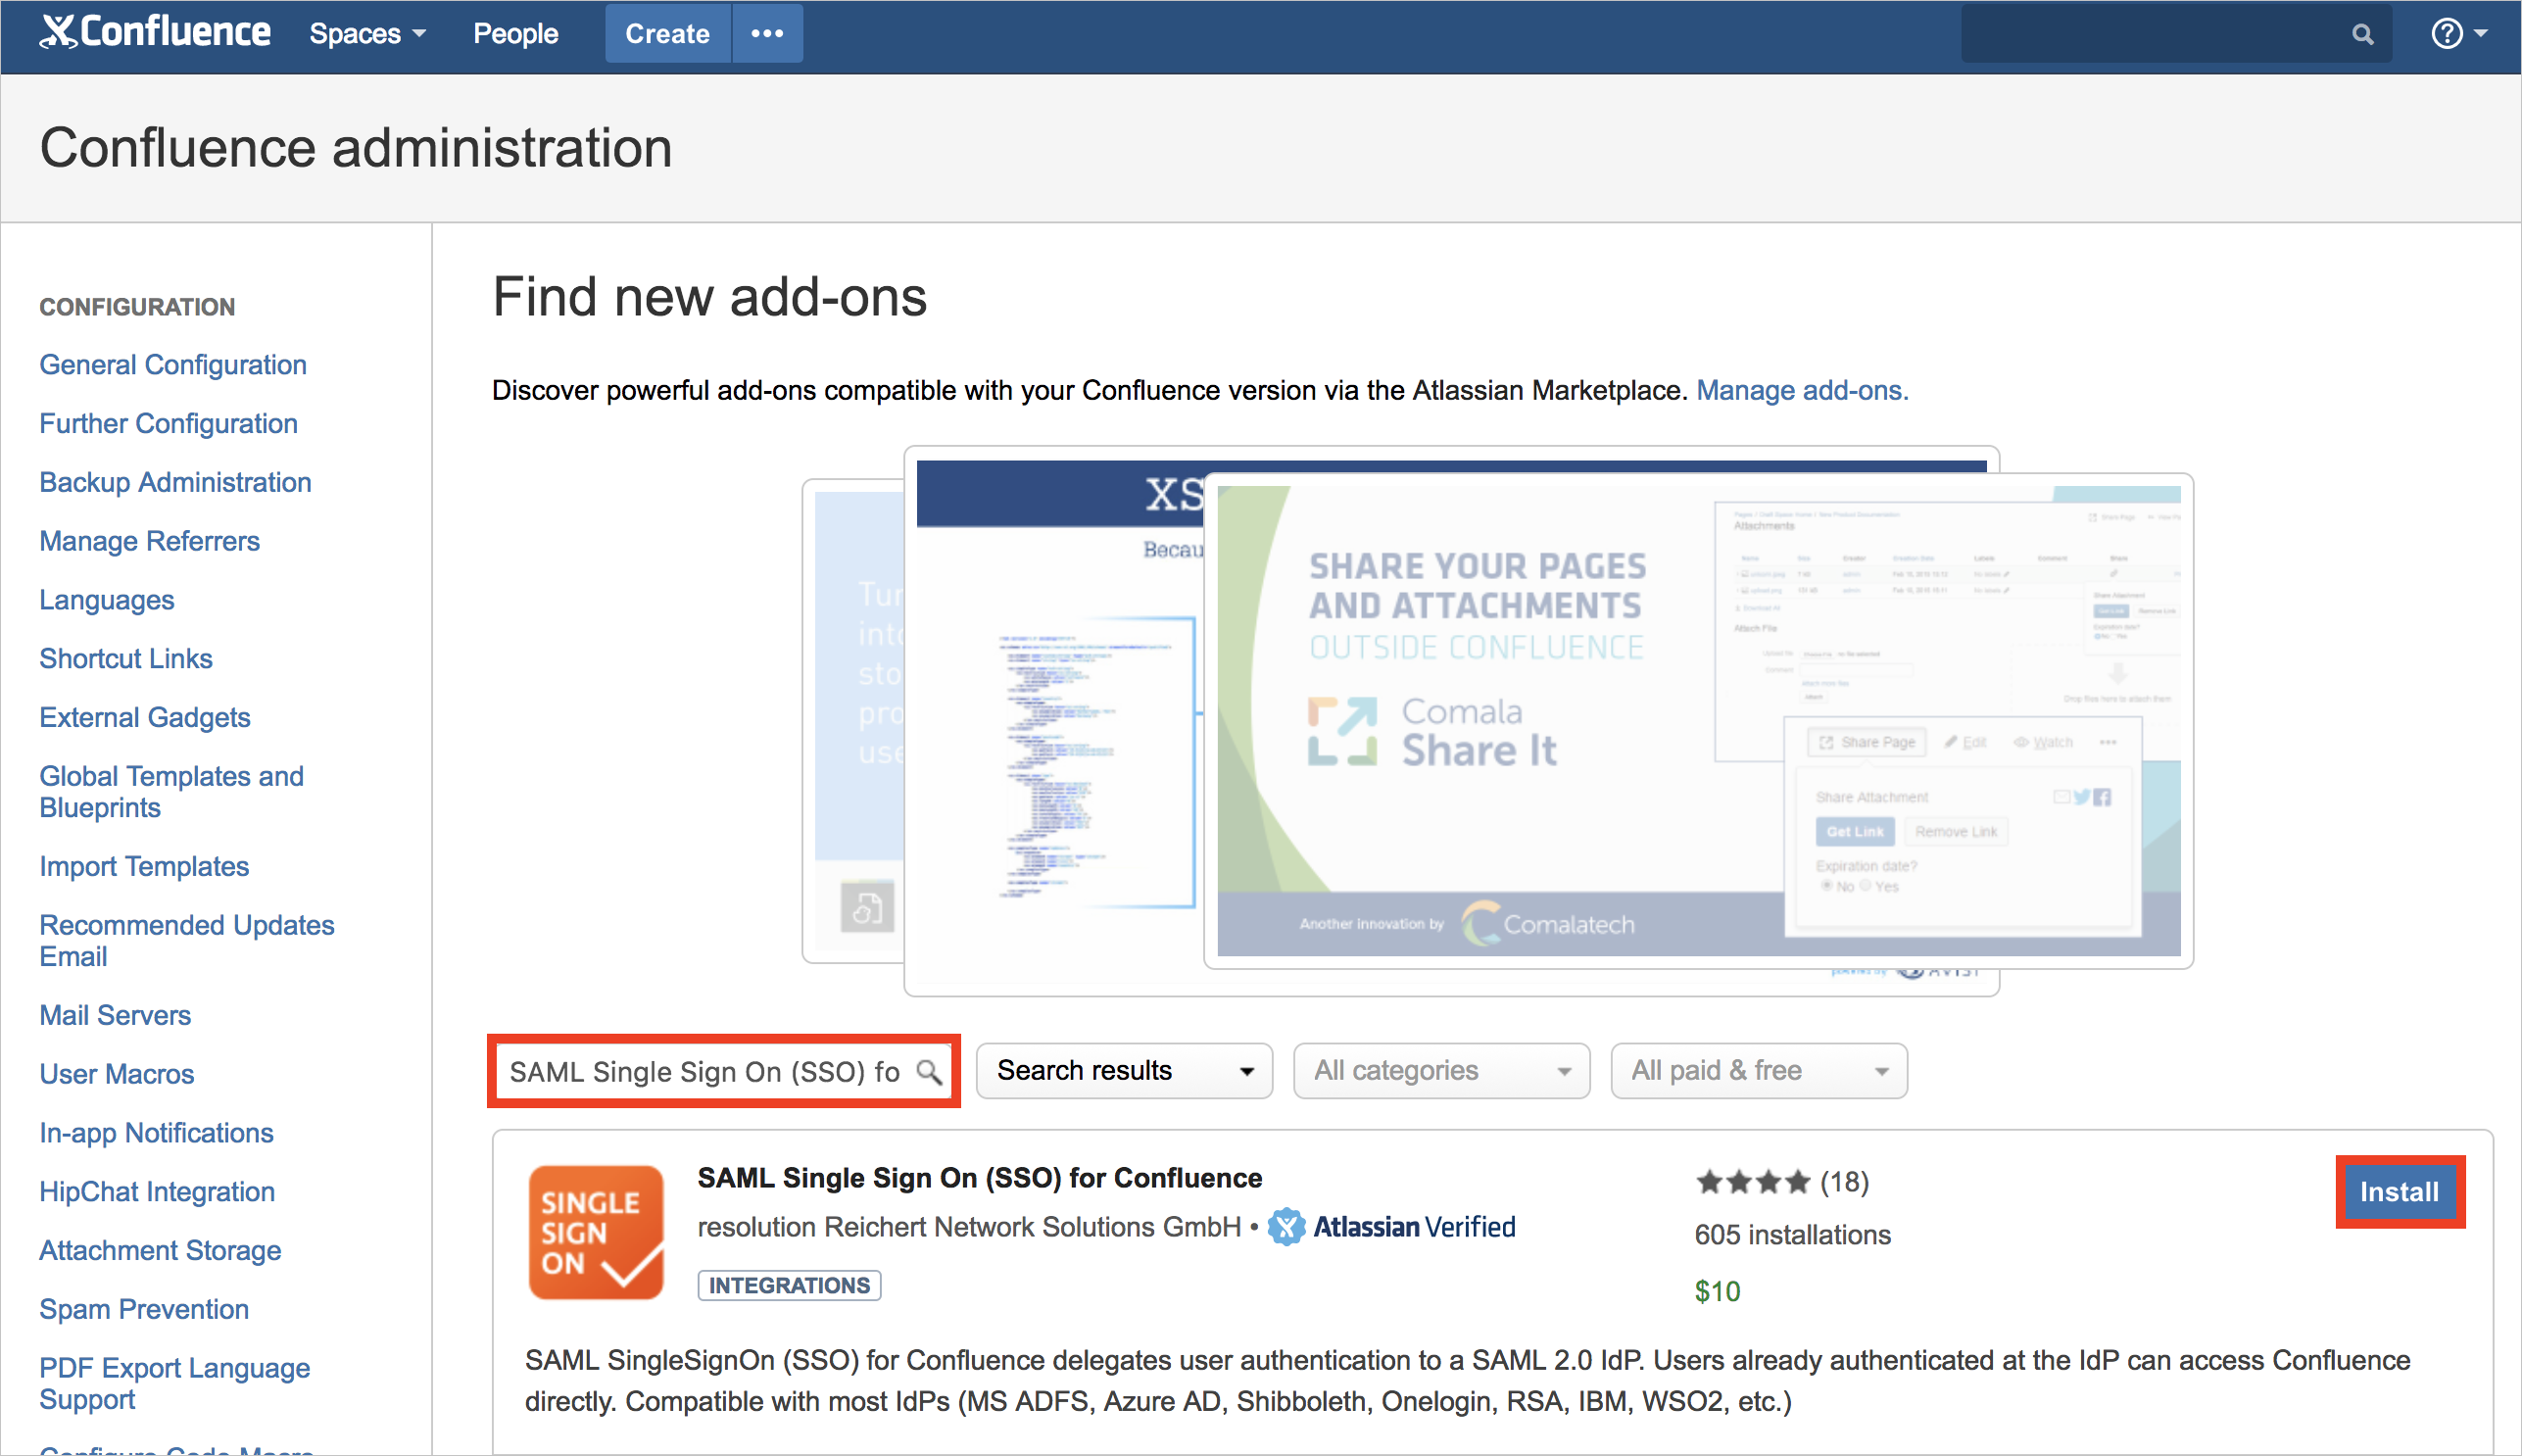 Confluence Spaces People Create •••
Confluence administration
CONFIGURATION
General Configuration
Further Configuration
Backup Administration
Manage Referrers
Languages
Shortcut Links
External Gadgets
Global Templates and
Blueprints
Import Templates
Recommended Updates
Email
Mail Servers
User Macros
In-app Notifications
HipChat Integration
Attachment Storage
Spam Prevention
PDF Export Language
Support
Find new add-ons
Discover powerful add-ons compatible with your Confluence version via the Atlassian Marketplace. Manage add-ons.
XS
Becau
SHARE YOUR PAGES
AND ATTACHMENTS
OUTSIDE CONFLUENCE
Comala
Share It
Another innovation by Comalatech
Attachments
Attach File
Share Page Edit Watch •••
Share Attachment
Get Link Remove Link
Expiration date?
No Yes
SAML Single Sign On (SSO) fo
Search results
All categories
All paid & free
SINGLE
SIGN
ON
SAML Single Sign On (SSO) for Confluence
resolution Reichert Network Solutions GmbH • Atlassian Verified
INTEGRATIONS
(18)
605 installations
$10
Install
SAML SingleSignOn (SSO) for Confluence delegates user authentication to a SAML 2.0 IdP. Users already authenticated at the IdP can access Confluence
directly. Compatible with most IdPs (MS ADFS, Azure AD, Shibboleth, Onelogin, RSA, IBM, WSO2, etc.)